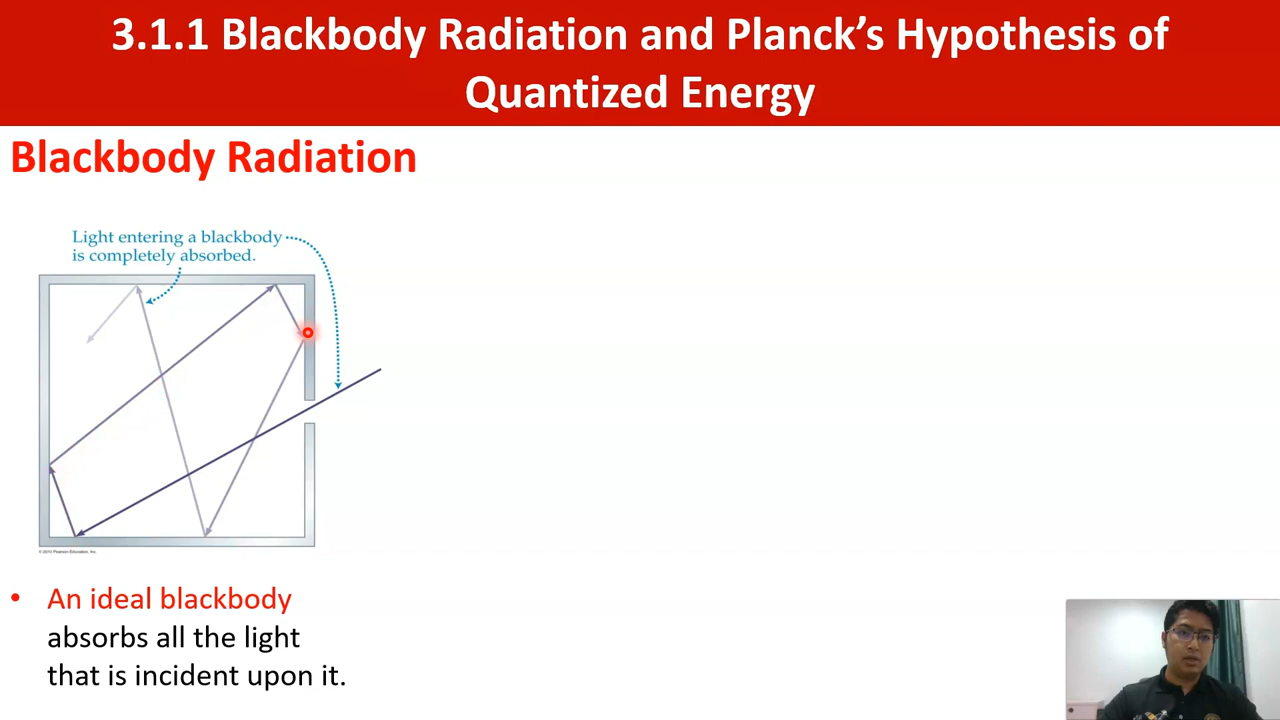 3.1.1 Blackbody Radiation and Planck’s Hypothesis of
Quantized Energy
Blackbody Radiation
Light entering a blackbody
is completely absorbed.
© 2010 Pearson Education, Inc.
• An ideal blackbody
absorbs all the light
that is incident upon it.